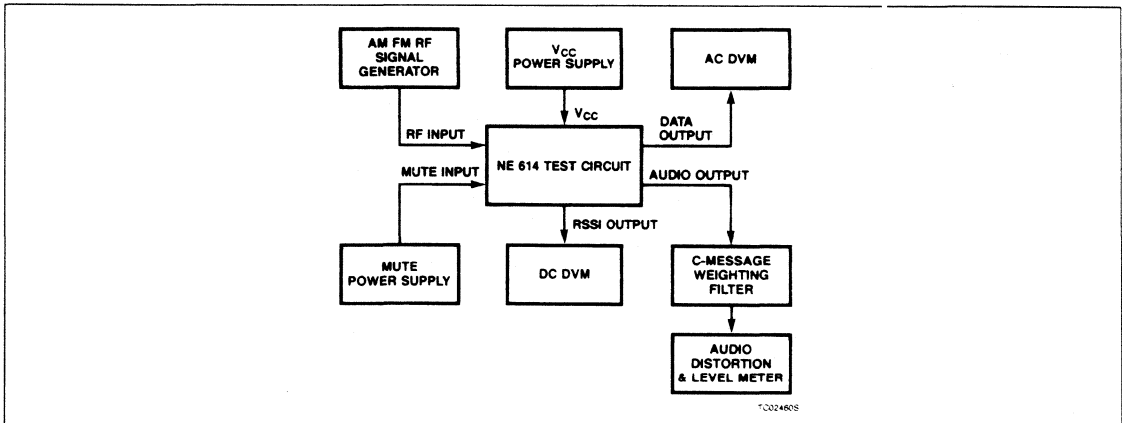 AM FM RF
SIGNAL
GENERATOR
VCC
POWER SUPPLY
AC DVM
RF INPUT
VCC
DATA
OUTPUT
MUTE INPUT
NE 614 TEST CIRCUIT
AUDIO OUTPUT
RSSI OUTPUT
MUTE
POWER SUPPLY
DC DVM
C-MESSAGE
WEIGHTING
FILTER
AUDIO
DISTORTION
& LEVEL METER
TC02460S